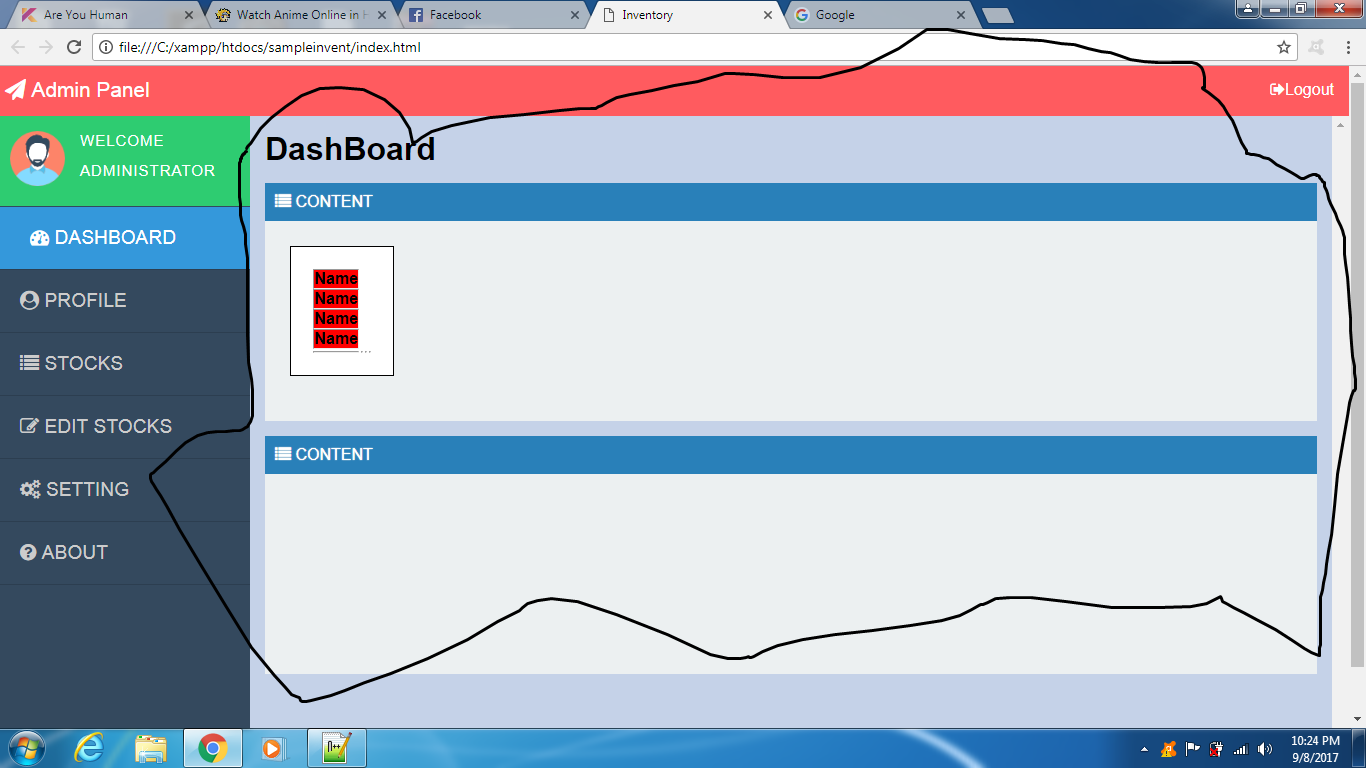 Are You Human
Watch Anime Online in H
Facebook
Inventory
Google
file:///C:/xampp/htdocs/sampleinvent/index.html
Admin Panel
Logout
WELCOME
ADMINISTRATOR
DASHBOARD
PROFILE
STOCKS
EDIT STOCKS
SETTING
ABOUT
DashBoard
CONTENT
Name
Name
Name
Name
CONTENT
10:24 PM
9/8/2017